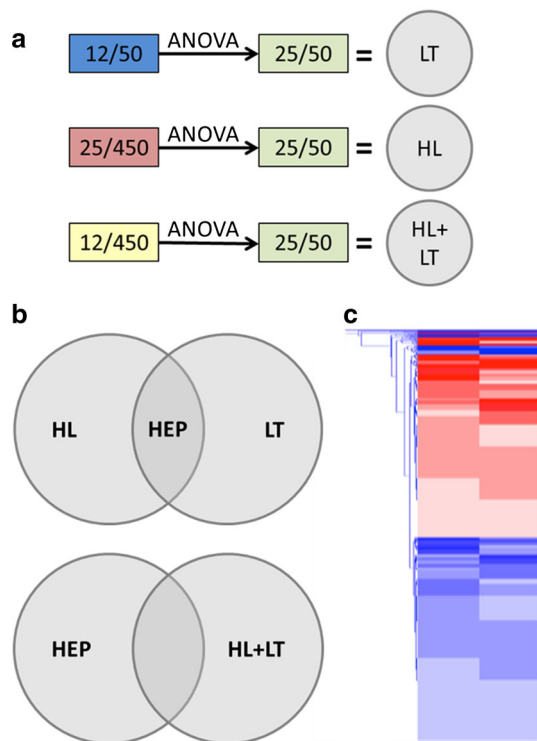 a
12/50 ANOVA 25/50 = LT
25/450 ANOVA 25/50 = HL
12/450 ANOVA 25/50 = HL+
LT
b
HL HEP LT
HEP HL+LT
c